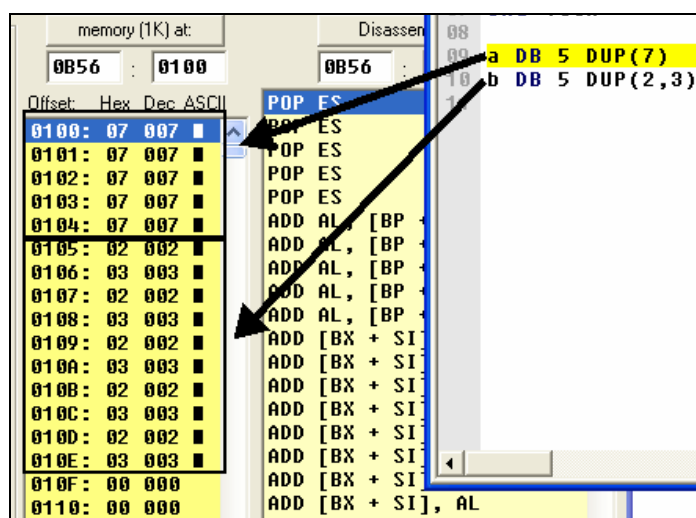 memory (1K) at:
0B56 : 0100
Offset: Hex Dec ASCII
0100: 07 007
0101: 07 007
0102: 07 007
0103: 07 007
0104: 07 007
0105: 02 002
0106: 03 003
0107: 02 002
0108: 03 003
0109: 02 002
010A: 03 003
010B: 02 002
010C: 03 003
010D: 02 002
010E: 03 003
010F: 00 000
0110: 00 000
Disassen
0B56 :
POP ES
POP ES
POP ES
POP ES
POP ES
ADD AL, [BP +
ADD AL, [BP +
ADD AL, [BP +
ADD AL, [BP +
ADD AL, [BP +
ADD [BX + SI]
ADD [BX + SI]
ADD [BX + SI]
ADD [BX + SI]
ADD [BX + SI]
ADD [BX + SI]
ADD [BX + SI]
ADD [BX + SI], AL
08
09 a DB 5 DUP(7)
10 b DB 5 DUP(2,3)